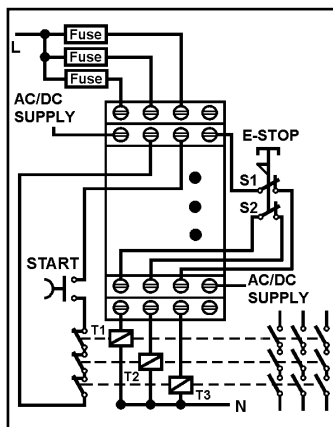 Fuse
L
Fuse
Fuse
AC/DC
SUPPLY
E-STOP
S1
S2
START
AC/DC
SUPPLY
T1
T2
T3
N